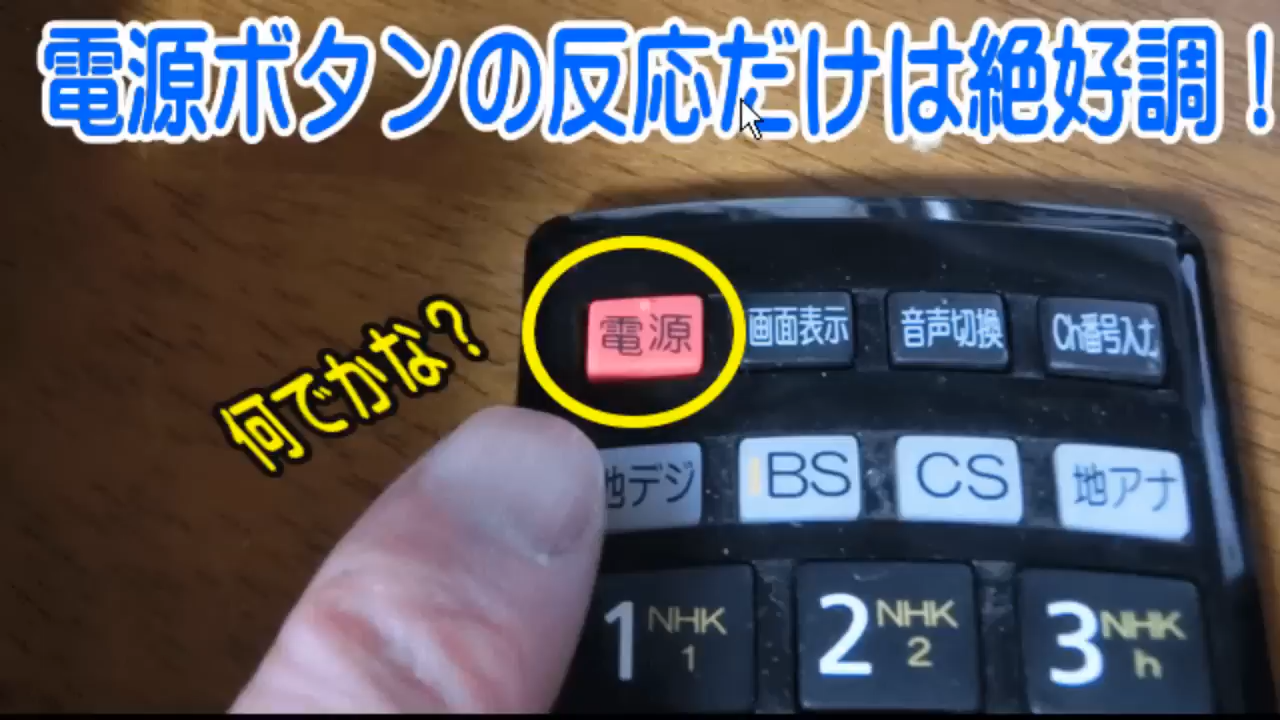 電源ボタンの反応だけは絶好調！
何でかな？
電源 画面表示 音声切換 Ch番号入力
地デジ BS CS 地アナ
1 NHK 1 2 NHK 2 3 NHK h